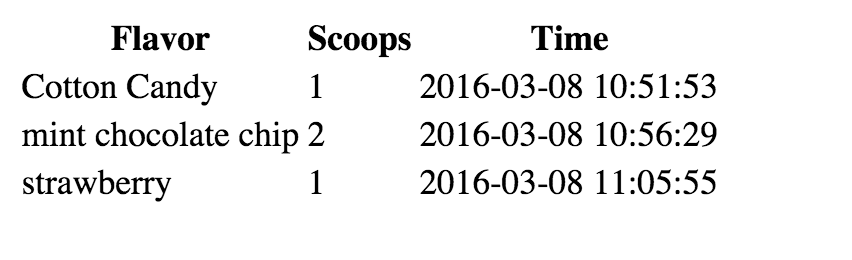 Flavor Scoops Time
Cotton Candy 1 2016-03-08 10:51:53
mint chocolate chip 2 2016-03-08 10:56:29
strawberry 1 2016-03-08 11:05:55